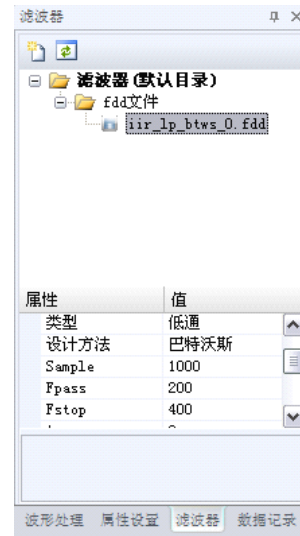 滤波器
滤波器(默认目录)
fdd文件
iir_lp_btws_0.fdd
属性 值
类型 低通
设计方法 巴特沃斯
Sample 1000
Fpass 200
Fstop 400
波形处理 属性设置 滤波器 数据记录